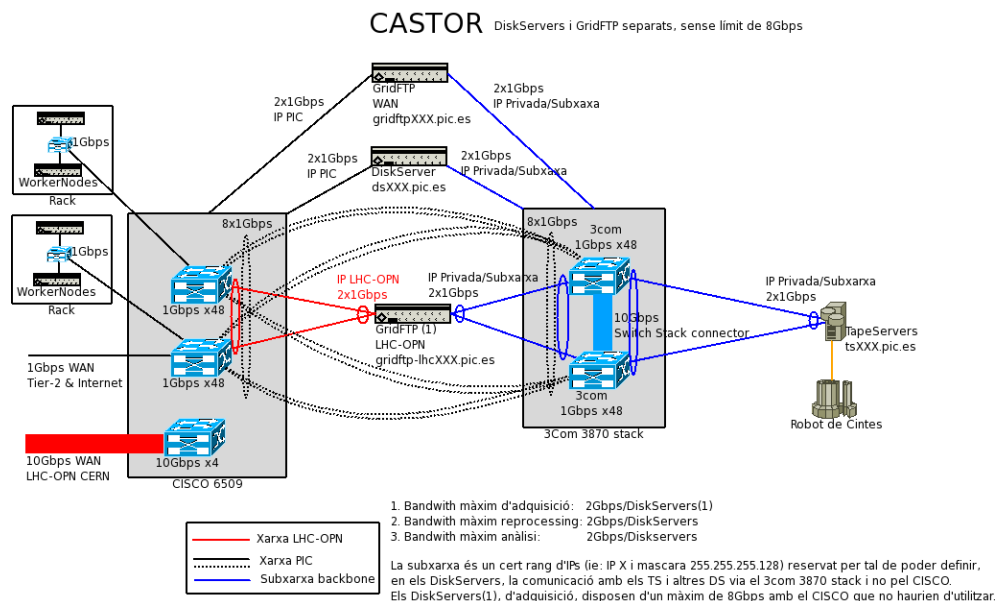 CASTOR DiskServers i GridFTP separats, sense límit de 8Gbps
GridFTP
WAN
gridftpXXX.pic.es
2x1Gbps
IP PIC
2x1Gbps
IP Privada/Subxaxa
1Gbps
WorkerNodes
Rack
2x1Gbps
IP PIC
DiskServer
dsXXX.pic.es
2x1Gbps
IP Privada/Subxaxa
1Gbps
WorkerNodes
Rack
8x1Gbps
8x1Gbps
3com
1Gbps x48
1Gbps x48
IP LHC-OPN
2x1Gbps
IP Privada/Subxarxa
2x1Gbps
GridFTP (1)
LHC-OPN
gridftp-lhcXXX.pic.es
10Gbps
Switch Stack connector
IP Privada/Subxarxa
2x1Gbps
TapeServers
tsXXX.pic.es
Robot de Cintes
1Gbps WAN
Tier-2 & Internet
1Gbps x48
3com
1Gbps x48
3Com 3870 stack
10Gbps WAN
LHC-OPN CERN
10Gbps x4
CISCO 6509
Xarxa LHC-OPN
Xarxa PIC
Subxarxa backbone
1. Bandwith màxim d'adquisició: 2Gbps/DiskServers(1)
2. Bandwith màxim reprocessing: 2Gbps/DiskServers
3. Bandwith màxim anàlisi: 2Gbps/Diskservers
La subxarxa és un cert rang d'IPs (ie: IP X i mascara 255.255.255.128) reservat per tal de poder definir,
en els DiskServers, la comunicació amb els TS i altres DS via el 3com 3870 stack i no pel CISCO.
Els DiskServers(1), d'adquisició, disposen d'un màxim de 8Gbps amb el CISCO que no haurien d'utilitzar.